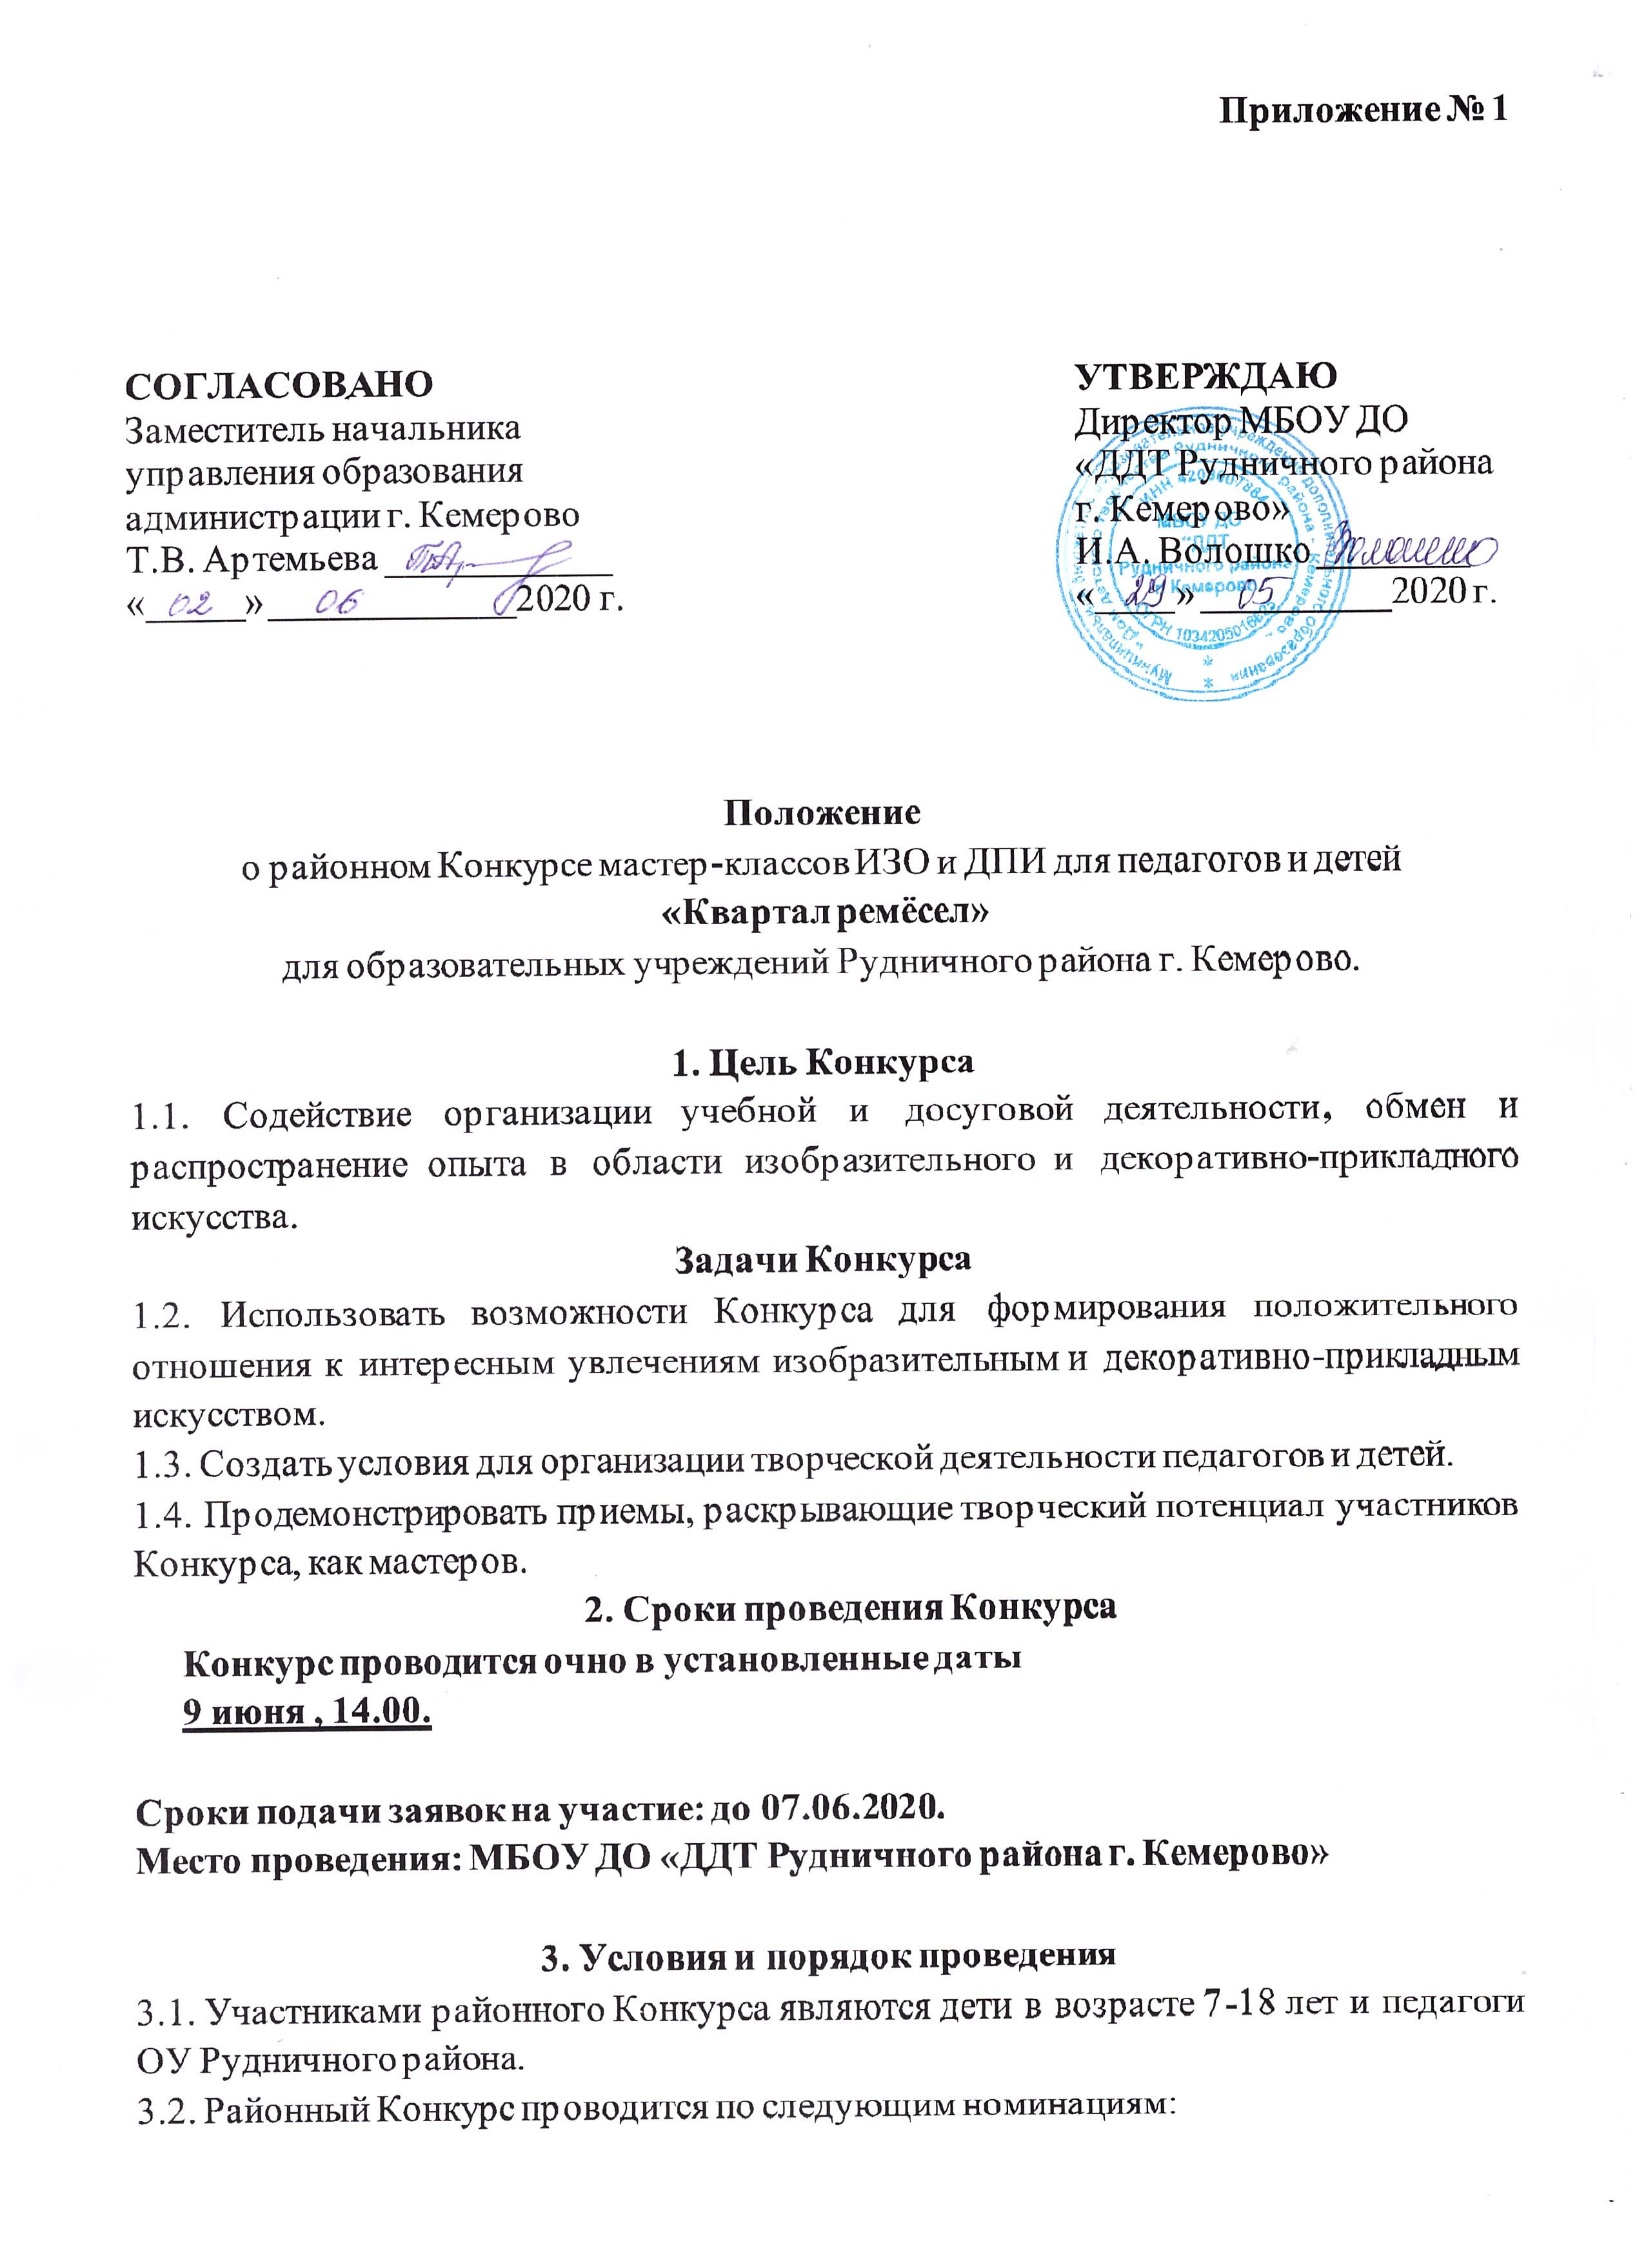 Приложение № 1
СОГЛАСОВАНО
Заместитель начальника
управления образования
администрации г. Кемерово
Т.В. Артемьева
«02» 06 2020 г.
УТВЕРЖДАЮ
Директор МБОУ ДО
«ДДТ Рудничного района
г. Кемерово»
И.А. Волошко Волошко
«29» 05 2020 г.
МБОУ ДО
"ДДТ
Рудничного района
г. Кемерово"
Положение
о районном Конкурсе мастер-классов ИЗО и ДПИ для педагогов и детей
«Квартал ремёсел»
для образовательных учреждений Рудничного района г. Кемерово.
1. Цель Конкурса
1.1. Содействие организации учебной и досуговой деятельности, обмен и
распространение опыта в области изобразительного и декоративно-прикладного
искусства.
Задачи Конкурса
1.2. Использовать возможности Конкурса для формирования положительного
отношения к интересным увлечениям изобразительным и декоративно-прикладным
искусством.
1.3. Создать условия для организации творческой деятельности педагогов и детей.
1.4. Продемонстрировать приемы, раскрывающие творческий потенциал участников
Конкурса, как мастеров.
2. Сроки проведения Конкурса
Конкурс проводится очно в установленные даты
9 июня , 14.00.
Сроки подачи заявок на участие: до 07.06.2020.
Место проведения: МБОУ ДО «ДДТ Рудничного района г. Кемерово»
3. Условия и порядок проведения
3.1. Участниками районного Конкурса являются дети в возрасте 7-18 лет и педагоги
ОУ Рудничного района.
3.2. Районный Конкурс проводится по следующим номинациям: